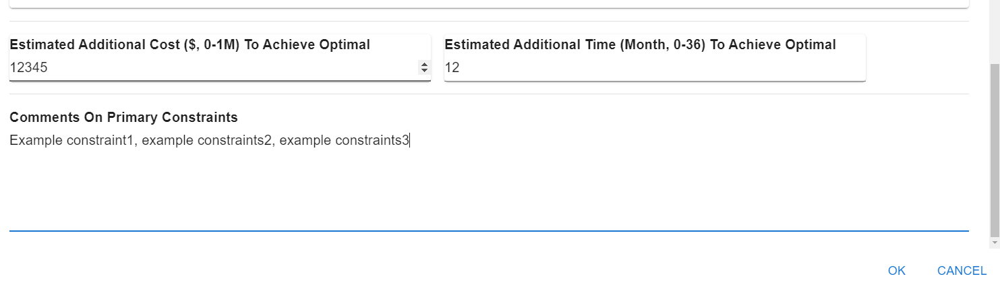 Estimated Additional Cost ($, 0-1M) To Achieve Optimal
12345
Estimated Additional Time (Month, 0-36) To Achieve Optimal
12
Comments On Primary Constraints
Example constraint1, example constraints2, example constraints3
OK
CANCEL